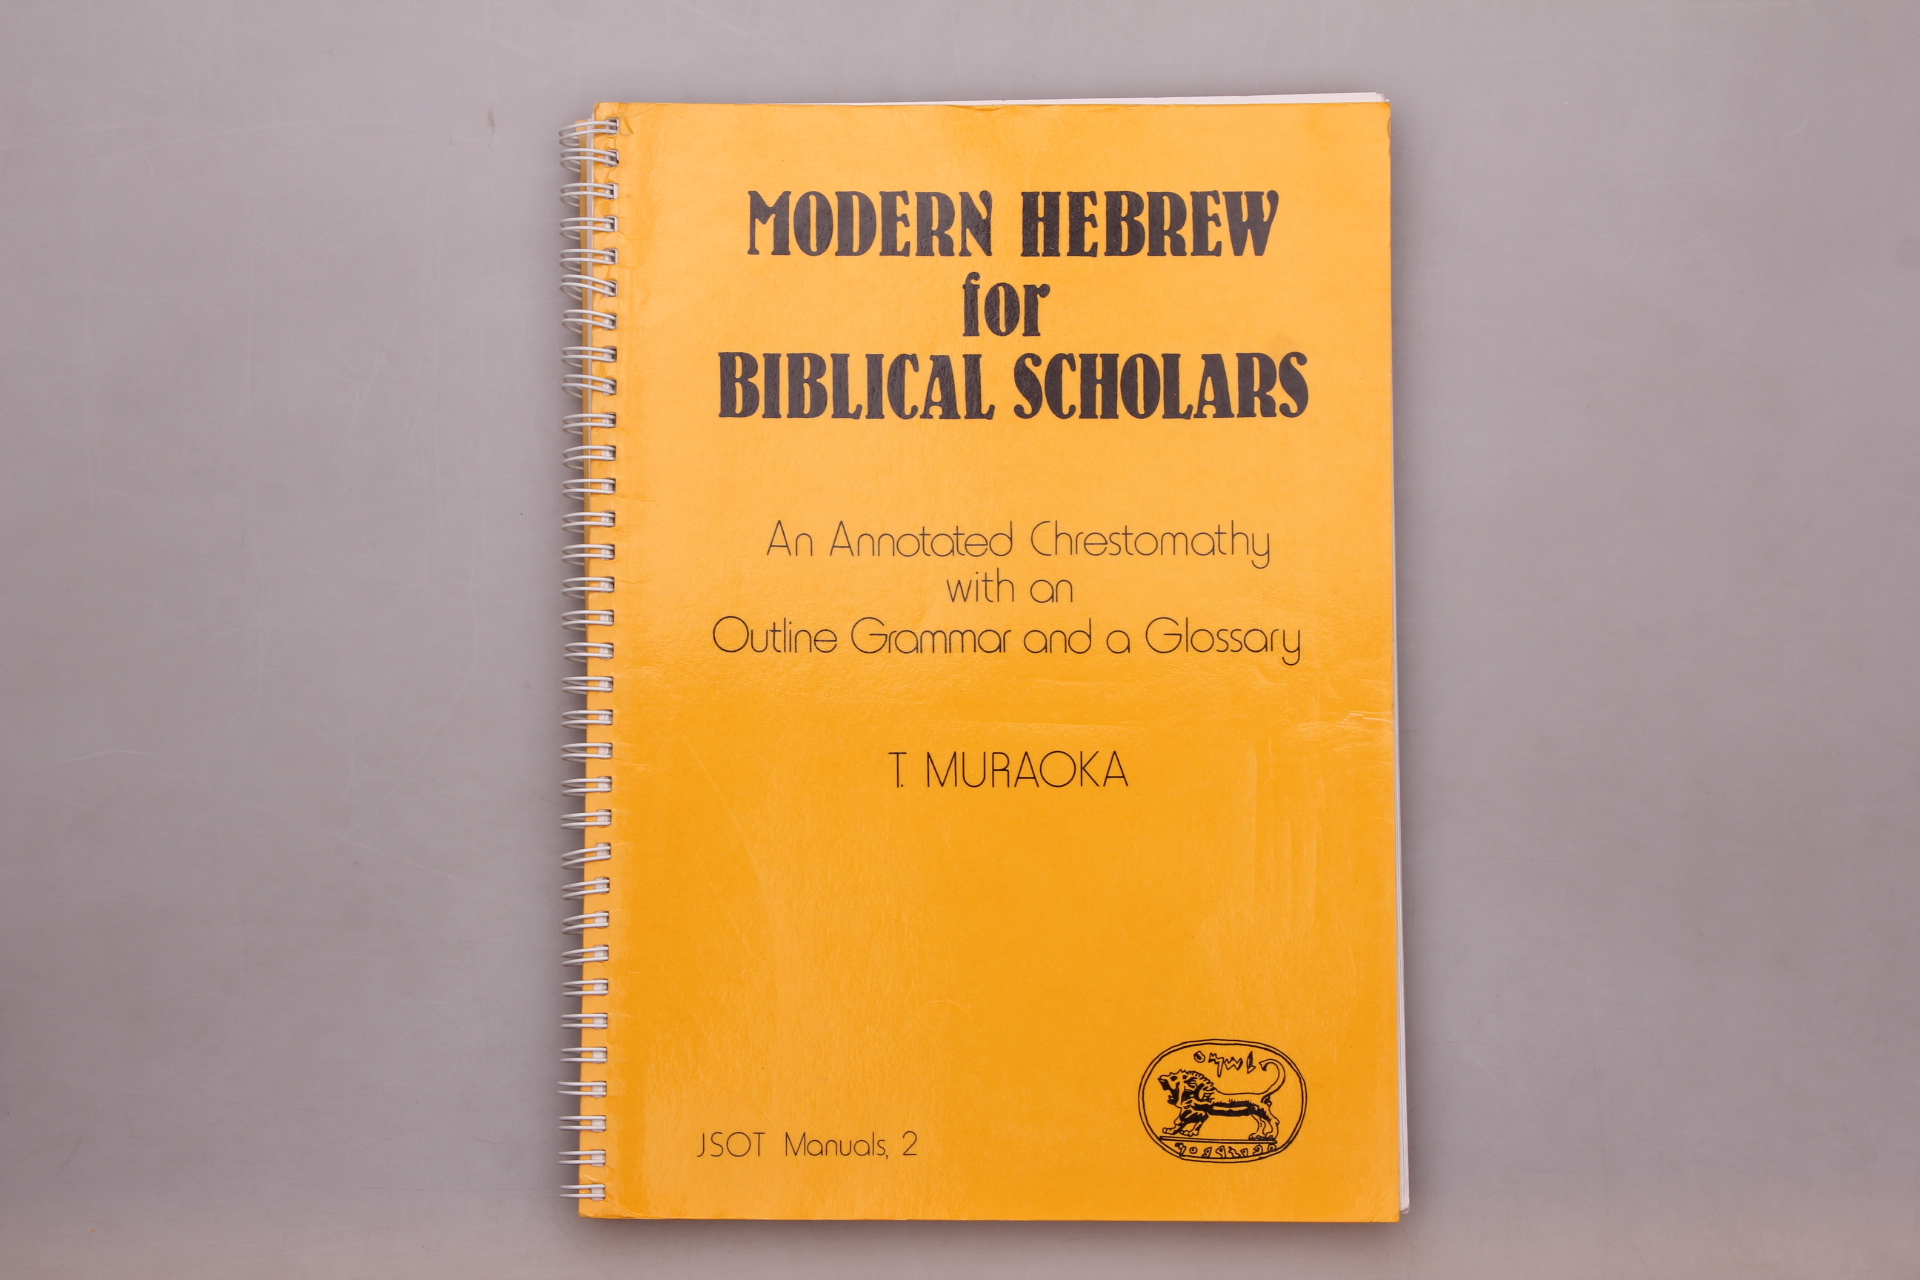 MODERN HEBREW
for
BIBLICAL SCHOLARS
An Annotated Chrestomathy
with an
Outline Grammar and a Glossary
T. MURAOKA
JSOT Manuals, 2